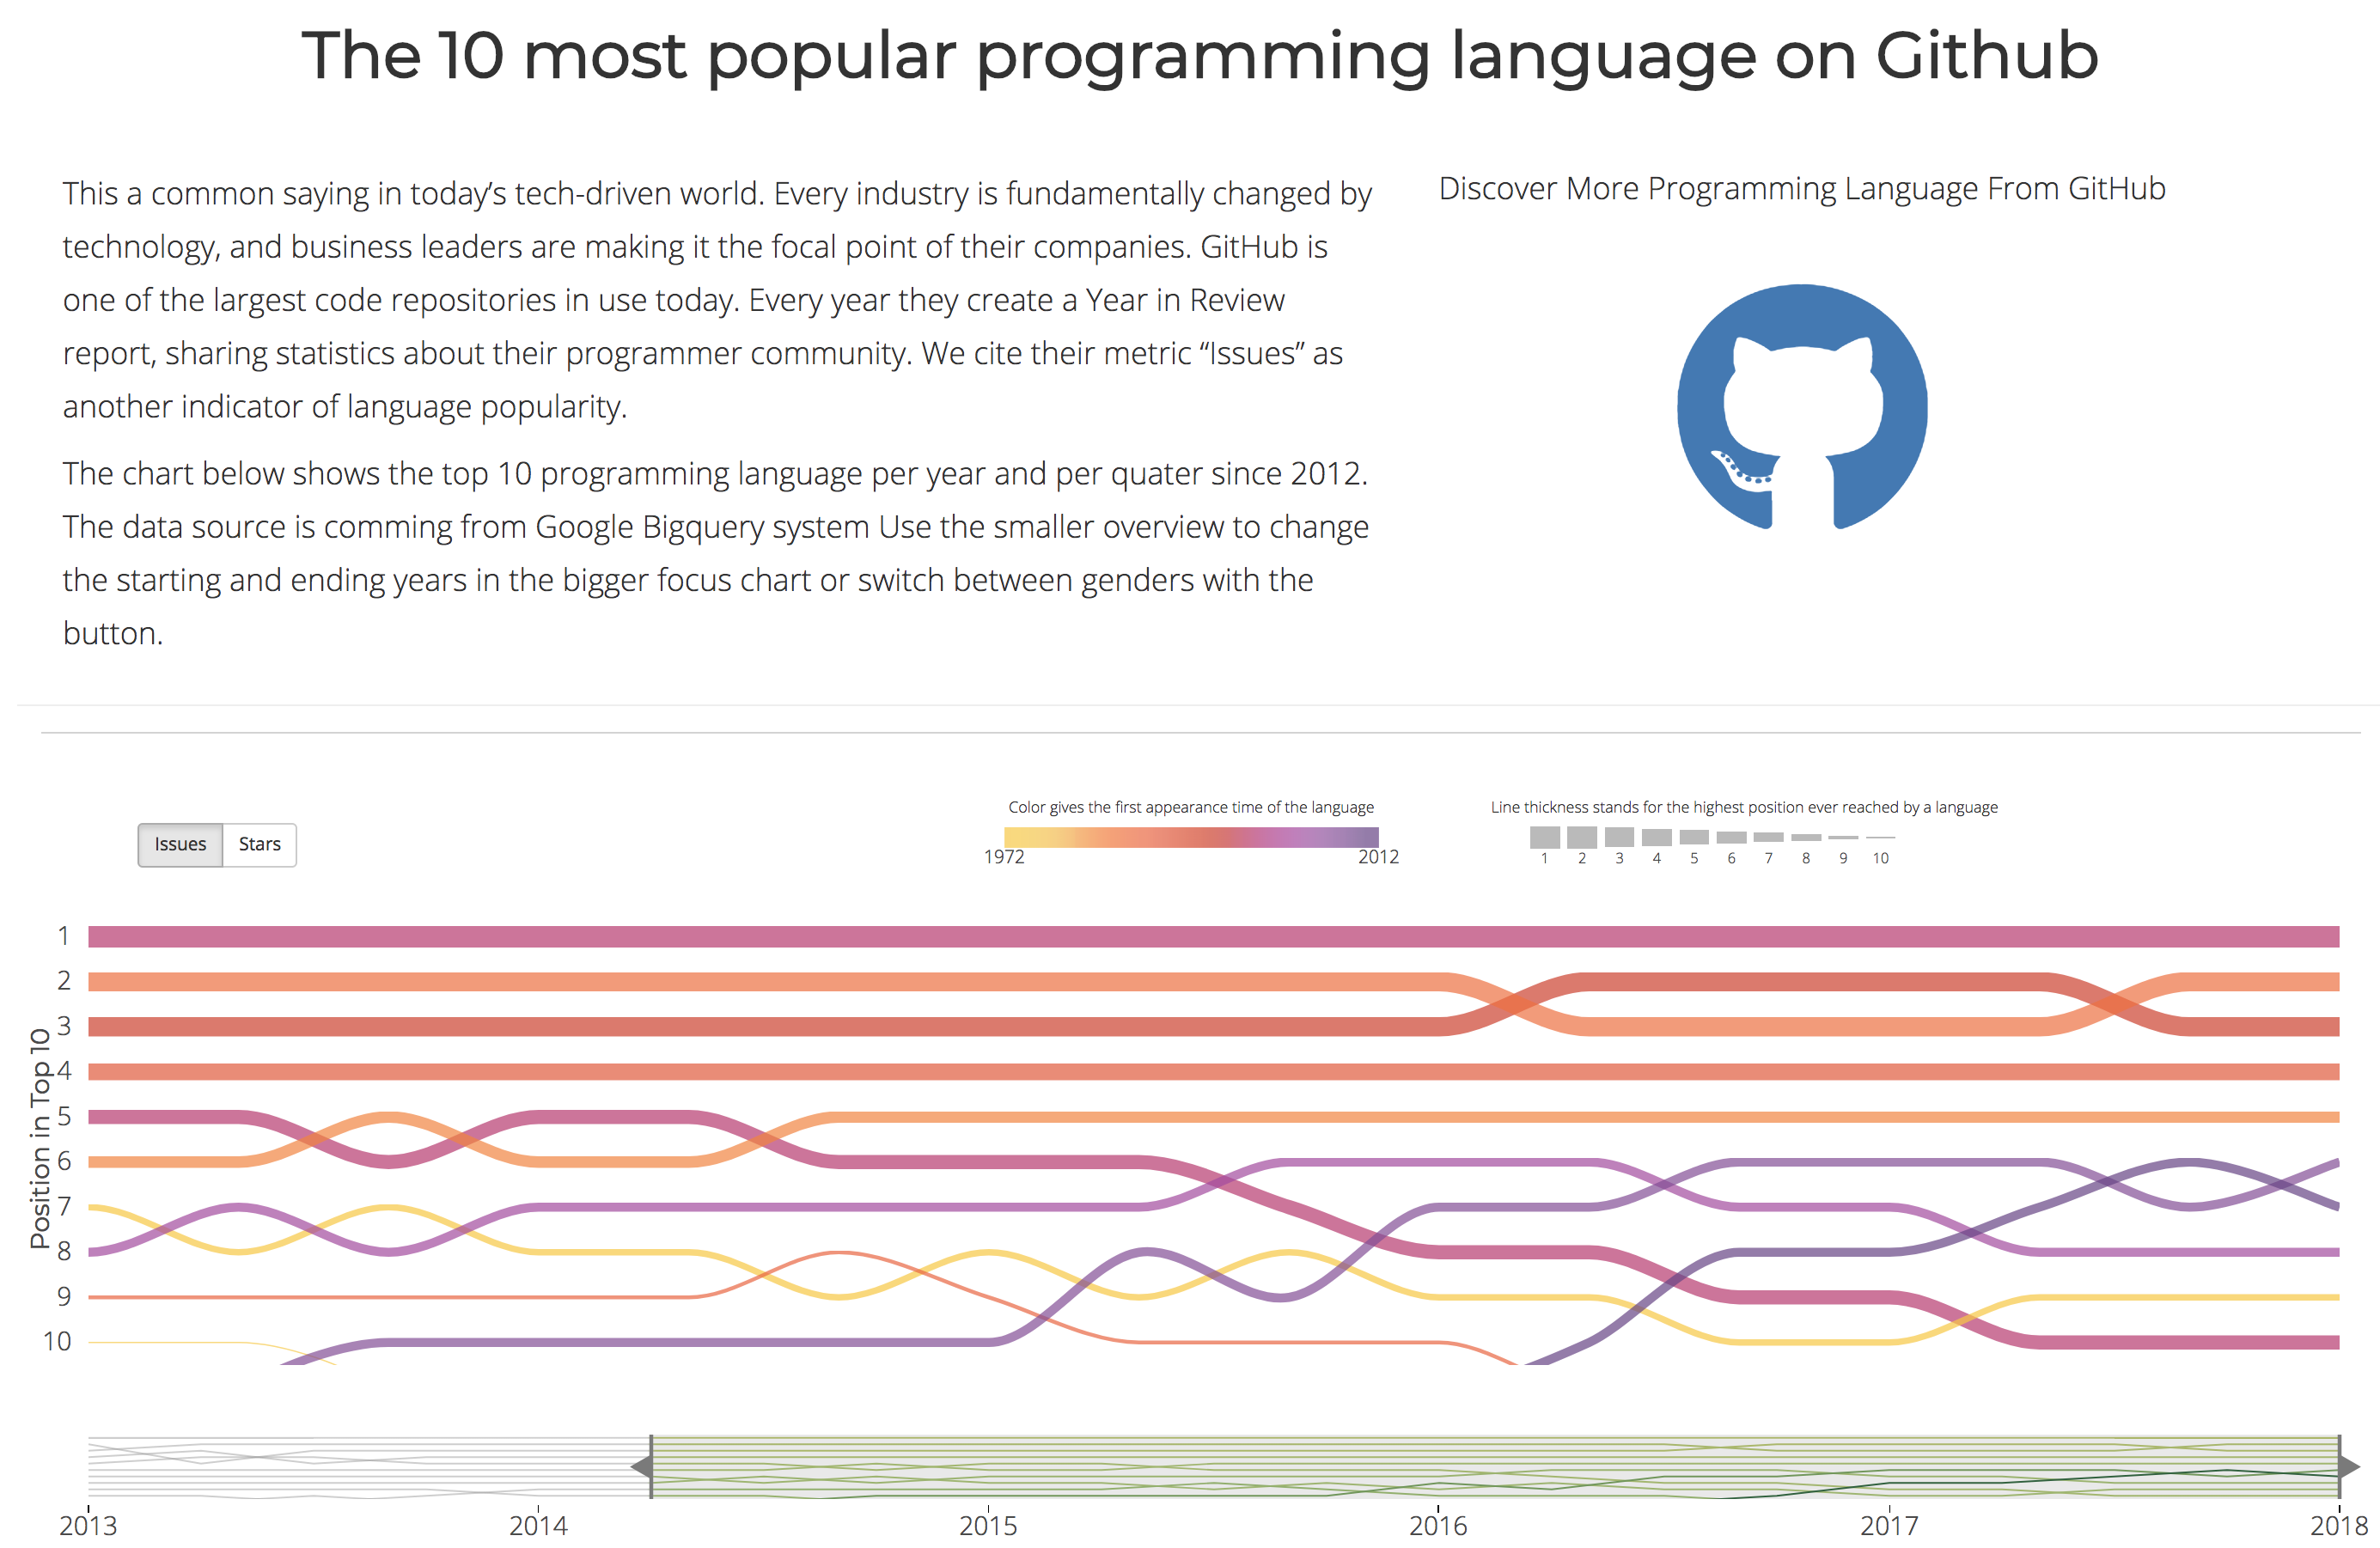 The 10 most popular programming language on Github
This a common saying in today’s tech-driven world. Every industry is fundamentally changed by
technology, and business leaders are making it the focal point of their companies. GitHub is
one of the largest code repositories in use today. Every year they create a Year in Review
report, sharing statistics about their programmer community. We cite their metric “Issues” as
another indicator of language popularity.
The chart below shows the top 10 programming language per year and per quater since 2012.
The data source is comming from Google Bigquery system Use the smaller overview to change
the starting and ending years in the bigger focus chart or switch between genders with the
button.
Discover More Programming Language From GitHub
Issues Stars
Color gives the first appearance time of the language
1972 2012
Line thickness stands for the highest position ever reached by a language
1 2 3 4 5 6 7 8 9 10
Position in Top 10
1
2
3
4
5
6
7
8
9
10
2013 2014 2015 2016 2017 2018